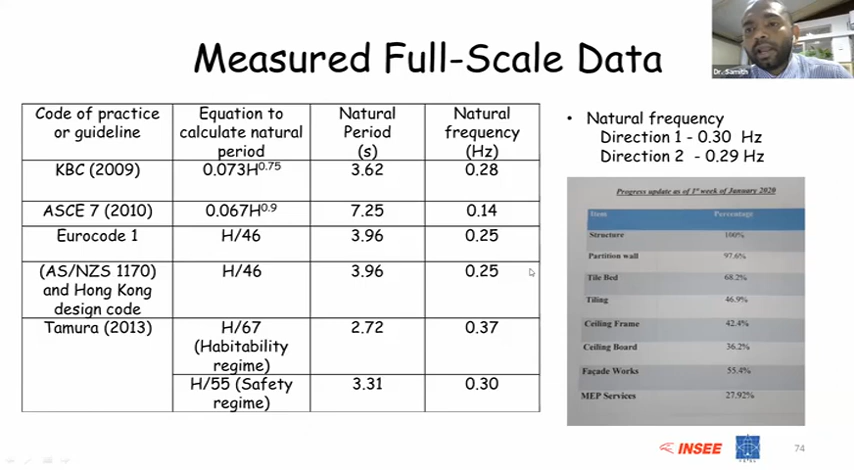 Dr. Samith
Measured Full-Scale Data
Code of practice or guideline
Equation to calculate natural period
Natural Period (s)
Natural frequency (Hz)
KBC (2009) 0.073H^0.75 3.62 0.28
ASCE 7 (2010) 0.067H^0.9 7.25 0.14
Eurocode 1 H/46 3.96 0.25
(AS/NZS 1170) and Hong Kong design code H/46 3.96 0.25
Tamura (2013) H/67 (Habitability regime) 2.72 0.37
H/55 (Safety regime) 3.31 0.30
• Natural frequency
Direction 1 - 0.30 Hz
Direction 2 - 0.29 Hz
Progress update as of 1st week of January 2020
Item Percentage
Structure 100%
Partition wall 97.6%
Tile Bed 68.2%
Tiling 46.9%
Ceiling Frame 42.4%
Ceiling Board 36.2%
Façade Works 55.4%
MEP Services 27.92%
INSEE
74